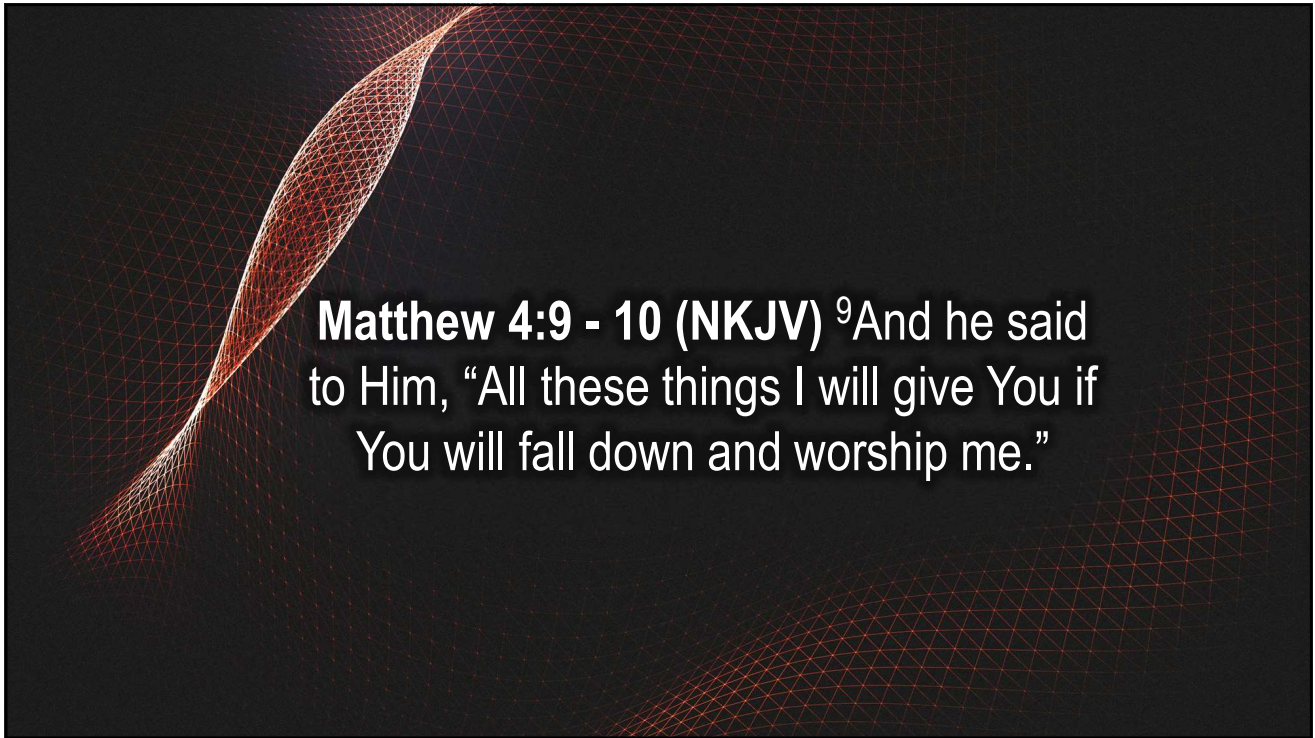 Matthew 4:9 - 10 (NKJV) ⁹And he said
to Him, “All these things I will give You if
You will fall down and worship me.”